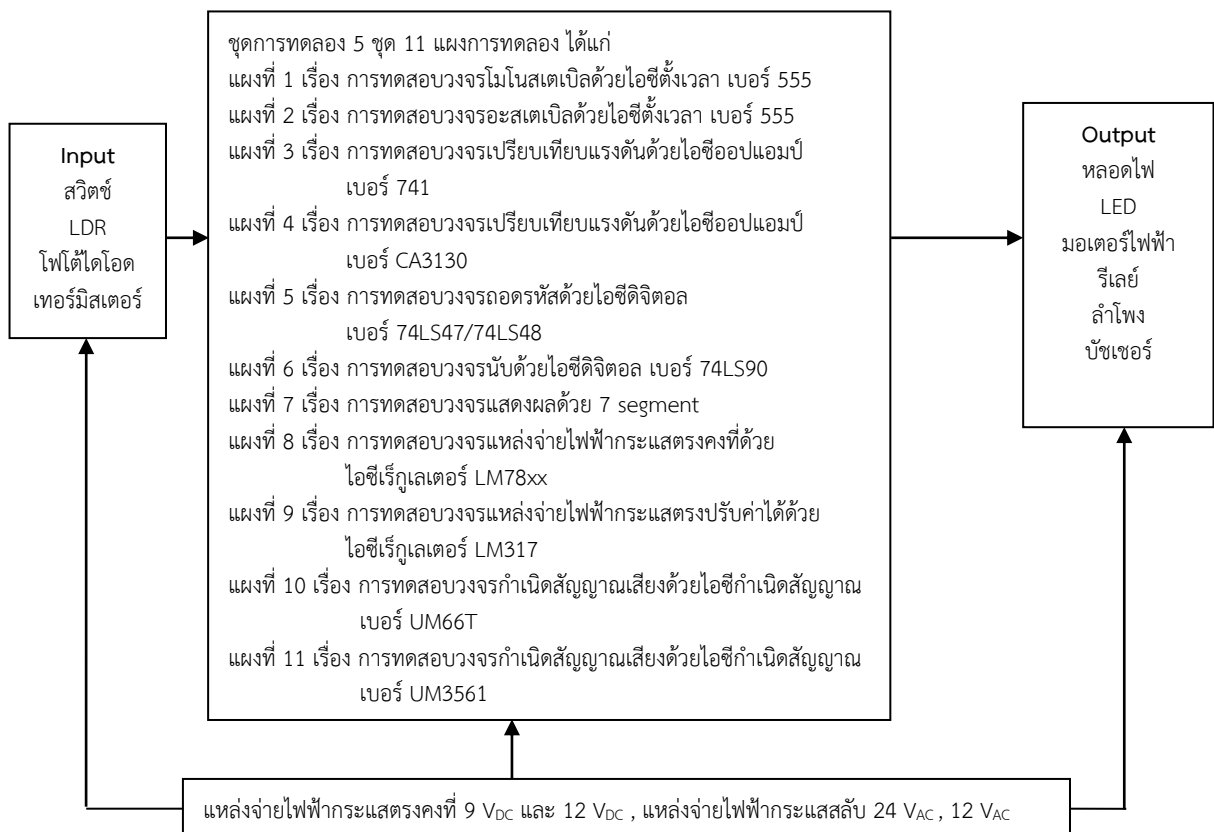 Input
สวิตช์
LDR
โฟโต้ไดโอด
เทอร์มิสเตอร์
ชุดการทดลอง 5 ชุด 11 แผงการทดลอง ได้แก่
แผงที่ 1 เรื่อง การทดสอบวงจรโมโนสเตเบิลด้วยไอซีตั้งเวลา เบอร์ 555
แผงที่ 2 เรื่อง การทดสอบวงจรอะสเตเบิลด้วยไอซีตั้งเวลา เบอร์ 555
แผงที่ 3 เรื่อง การทดสอบวงจรเปรียบเทียบแรงดันด้วยไอซีออปแอมป์
เบอร์ 741
แผงที่ 4 เรื่อง การทดสอบวงจรเปรียบเทียบแรงดันด้วยไอซีออปแอมป์
เบอร์ CA3130
แผงที่ 5 เรื่อง การทดสอบวงจรถอดรหัสด้วยไอซีดิจิตอล
เบอร์ 74LS47/74LS48
แผงที่ 6 เรื่อง การทดสอบวงจรนับด้วยไอซีดิจิตอล เบอร์ 74LS90
แผงที่ 7 เรื่อง การทดสอบวงจรแสดงผลด้วย 7 segment
แผงที่ 8 เรื่อง การทดสอบวงจรแหล่งจ่ายไฟฟ้ากระแสตรงคงที่ด้วย
ไอซีเร็กูเลเตอร์ LM78xx
แผงที่ 9 เรื่อง การทดสอบวงจรแหล่งจ่ายไฟฟ้ากระแสตรงปรับค่าได้ด้วย
ไอซีเร็กูเลเตอร์ LM317
แผงที่ 10 เรื่อง การทดสอบวงจรกำเนิดสัญญาณเสียงด้วยไอซีกำเนิดสัญญาณ
เบอร์ UM66T
แผงที่ 11 เรื่อง การทดสอบวงจรกำเนิดสัญญาณเสียงด้วยไอซีกำเนิดสัญญาณ
เบอร์ UM3561
Output
หลอดไฟ
LED
มอเตอร์ไฟฟ้า
รีเลย์
ลำโพง
บัซเซอร์
แหล่งจ่ายไฟฟ้ากระแสตรงคงที่ 9 VDC และ 12 VDC , แหล่งจ่ายไฟฟ้ากระแสสลับ 24 VAC , 12 VAC